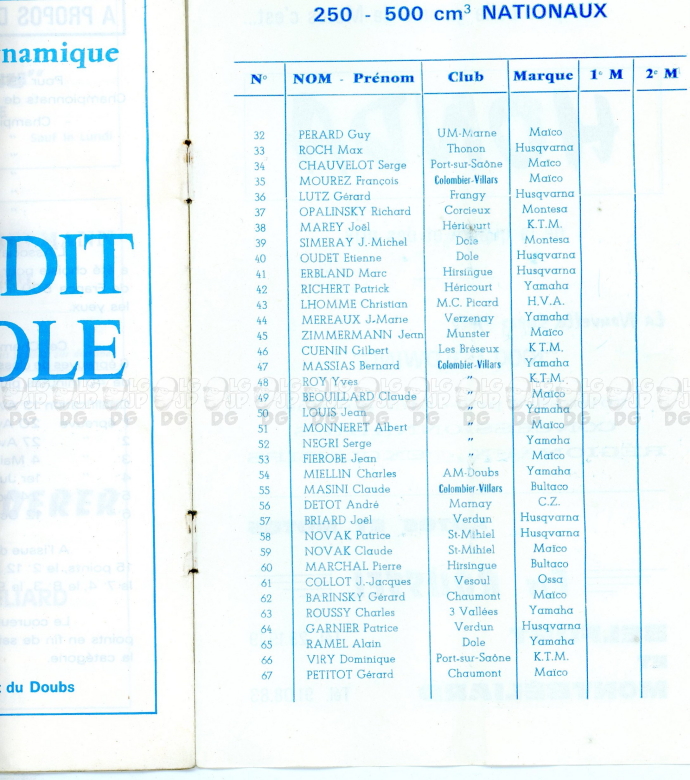 namique
DIT
OLE
t du Doubs
250 - 500 cm³ NATIONAUX
N° NOM - Prénom Club Marque 1e M 2e M
32 PERARD Guy UM-Marne Maïco
33 ROCH Max Thonon Husqvarna
34 CHAUVELOT Serge Port-sur-Saône Maïco
35 MOUREZ François Colombier-Villars Maïco
36 LUTZ Gérard Frangy Husqvarna
37 OPALINSKY Richard Corcieux Montesa
38 MAREY Joël Héricourt K.T.M.
39 SIMERAY J.-Michel Dole Montesa
40 OUDET Etienne Dole Husqvarna
41 ERBLAND Marc Hirsingue Husqvarna
42 RICHERT Patrick Héricourt Yamaha
43 LHOMME Christian M.C. Picard H.V.A.
44 MEREAUX J-Marie Verzenay Yamaha
45 ZIMMERMANN Jean Munster Maïco
46 CUENIN Gilbert Les Bréseux K T.M.
47 MASSIAS Bernard Colombier-Villars Yamaha
48 ROY Yves " K.T.M.
49 BEQUILLARD Claude " Maïco
50 LOUIS Jean " Yamaha
51 MONNERET Albert " Maïco
52 NEGRI Serge " Yamaha
53 FIEROBE Jean " Maïco
54 MIELLIN Charles AM-Doubs Yamaha
55 MASINI Claude Colombier-Villars Bultaco
56 DETOT André Marnay C.Z.
57 BRIARD Joël Verdun Husqvarna
58 NOVAK Patrice St-Mihiel Husqvarna
59 NOVAK Claude St-Mihiel Maïco
60 MARCHAL Pierre Hirsingue Bultaco
61 COLLOT J.-Jacques Vesoul Ossa
62 BARINSKY Gérard Chaumont Maïco
63 ROUSSY Charles 3 Vallées Yamaha
64 GARNIER Patrice Verdun Husqvarna
65 RAMEL Alain Dole Yamaha
66 VIRY Dominique Port-sur-Saône K.T.M.
67 PETITOT Gérard Chaumont Maïco